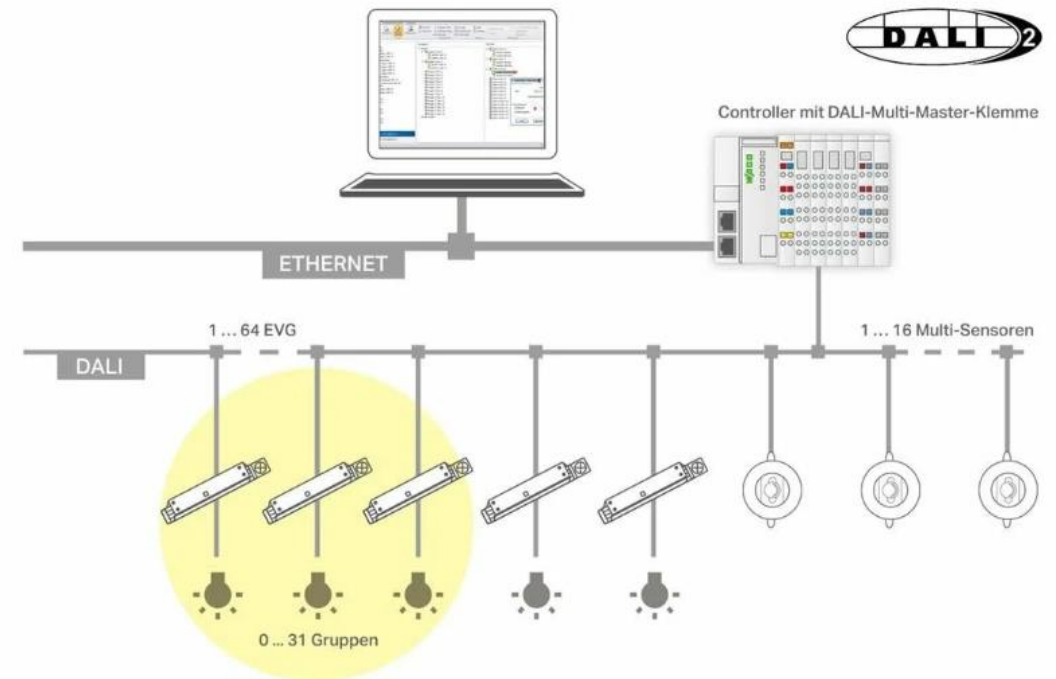 DALI 2
Controller mit DALI-Multi-Master-Klemme
WAGO
ETHERNET
1 ... 64 EVG
1 ... 16 Multi-Sensoren
DALI
0 ... 31 Gruppen